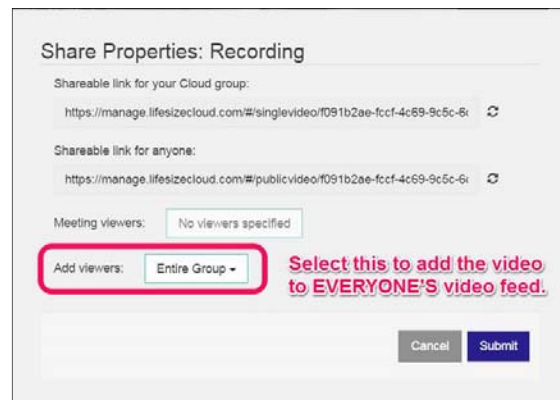 Share Properties: Recording
Shareable link for your Cloud group:
https://manage.lifesizecloud.com/#/singlevideo/f091b2ae-fccf-4c69-9c5c-6
Shareable link for anyone:
https://manage.lifesizecloud.com/#/publicvideo/f091b2ae-fccf-4c69-9c5c-6
Meeting viewers: No viewers specified
Add viewers: Entire Group
Select this to add the video
to EVERYONE'S video feed.
Cancel Submit